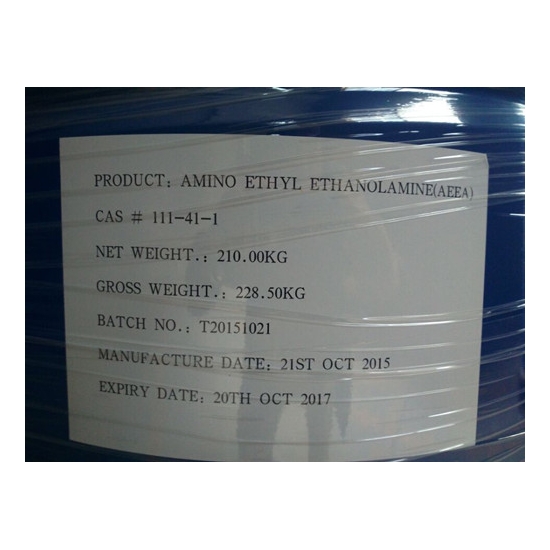 PRODUCT: AMINO ETHYL ETHANOLAMINE(AEEA)
CAS # 111-41-1
NET WEIGHT.: 210.00KG
GROSS WEIGHT.: 228.50KG
BATCH NO.: T20151021
MANUFACTURE DATE: 21ST OCT 2015
EXPIRY DATE: 20TH OCT 2017